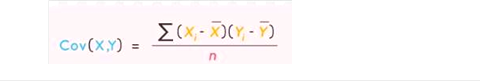 Cov(X,Y) = ∑(Xᵢ - X̅)(Yᵢ - Y̅) / n